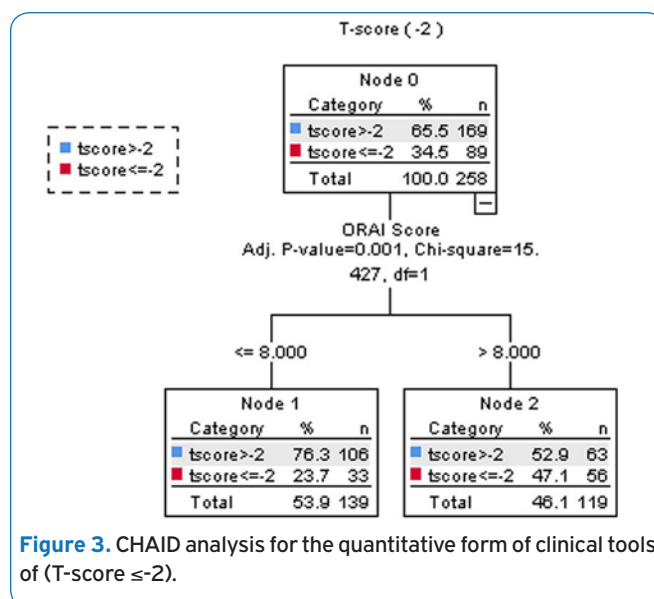 T-score (-2)
tscore>-2
tscore<=-2
Node 0
Category % n
tscore>-2 65.5 169
tscore<=-2 34.5 89
Total 100.0 258
ORAI Score
Adj. P-value=0.001, Chi-square=15.
427, df=1
<= 8.000
> 8.000
Node 1
Category % n
tscore>-2 76.3 106
tscore<=-2 23.7 33
Total 53.9 139
Node 2
Category % n
tscore>-2 52.9 63
tscore<=-2 47.1 56
Total 46.1 119
Figure 3. CHAID analysis for the quantitative form of clinical tools
of (T-score ≤-2).